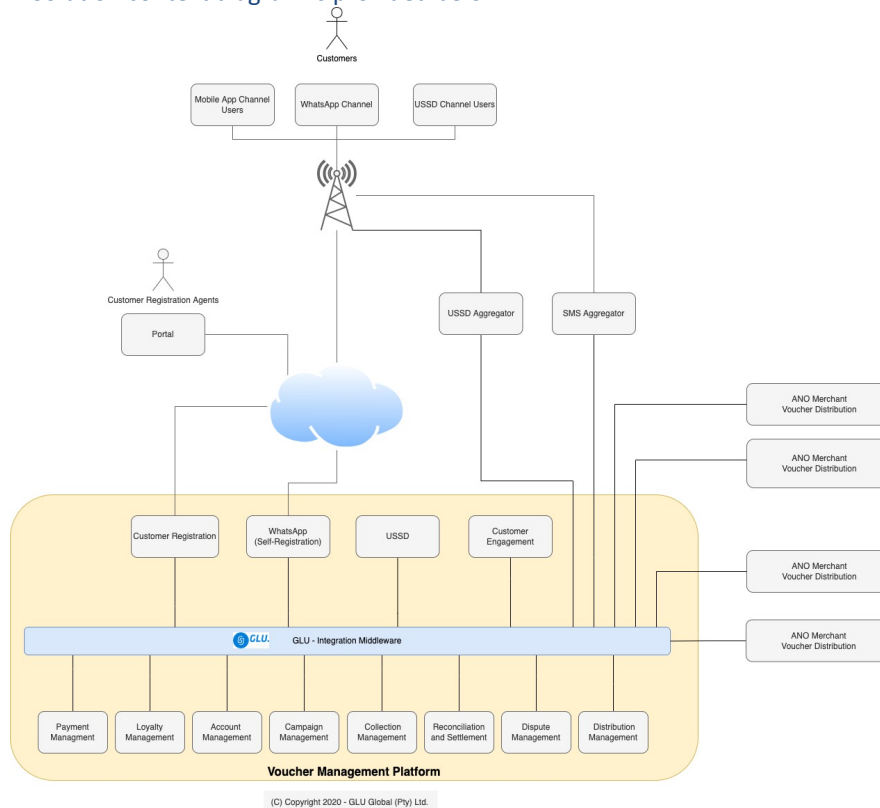 Customers
Mobile App Channel
Users
WhatsApp Channel
USSD Channel Users
Customer Registration Agents
Portal
USSD Aggregator
SMS Aggregator
ANO Merchant
Voucher Distribution
ANO Merchant
Voucher Distribution
ANO Merchant
Voucher Distribution
ANO Merchant
Voucher Distribution
Customer Registration
WhatsApp
(Self-Registration)
USSD
Customer
Engagement
GLU.
GLU - Integration Middleware
Payment
Managment
Loyalty
Management
Account
Management
Campaign
Management
Collection
Management
Reconciliation
and Settlement
Dispute
Management
Distribution
Management
Voucher Management Platform
(C) Copyright 2020 - GLU Global (Pty) Ltd.